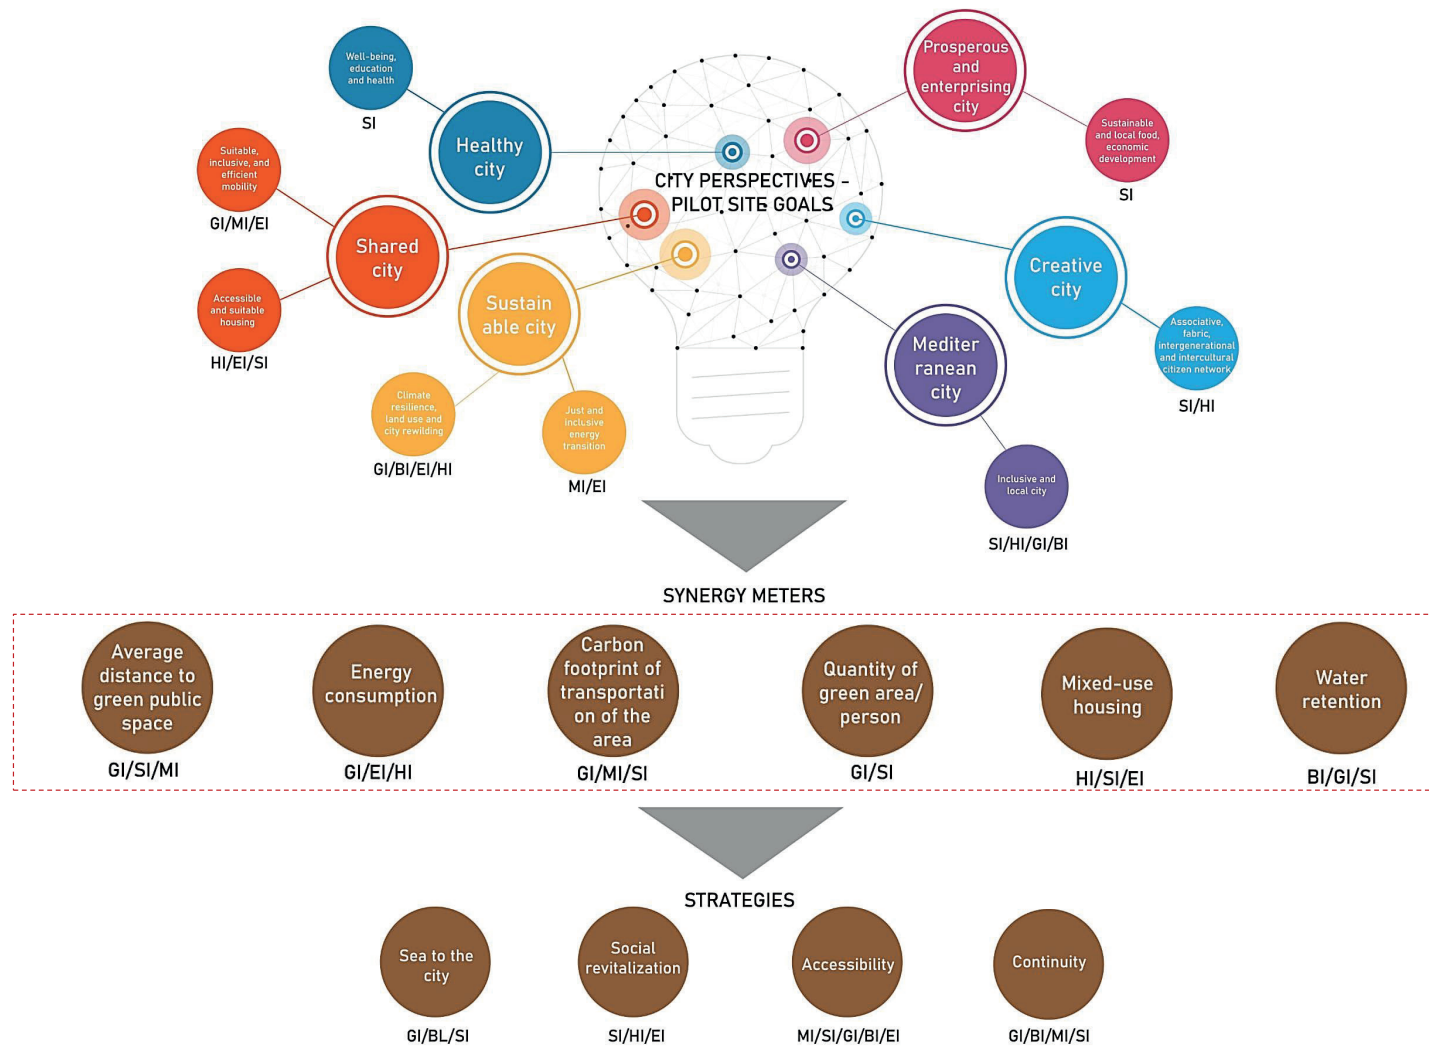 Well-being,
education
and health
SI
Healthy
city
Suitable,
inclusive, and
efficient
mobility
GI/MI/EI
Shared
city
Accessible
and suitable
housing
HI/EI/SI
Sustain
able city
Climate
resilience,
land use and
city rewilding
GI/BI/EI/HI
Just and
inclusive
energy
transition
MI/EI
CITY PERSPECTIVES –
PILOT SITE GOALS
Prosperous
and
enterprising
city
Sustainable
and local food,
economic
development
SI
Creative
city
Associative,
fabric,
intergenerational
and intercultural
citizen network
SI/HI
Mediter
ranean
city
Inclusive and
local city
SI/HI/GI/BI
SYNERGY METERS
Average
distance to
green public
space
GI/SI/MI
Energy
consumption
GI/EI/HI
Carbon
footprint of
transportati
on of the
area
GI/MI/SI
Quantity of
green area/
person
GI/SI
Mixed-use
housing
HI/SI/EI
Water
retention
BI/GI/SI
STRATEGIES
Sea to the
city
GI/BL/SI
Social
revitalization
SI/HI/EI
Accessibility
MI/SI/GI/BI/EI
Continuity
GI/BI/MI/SI